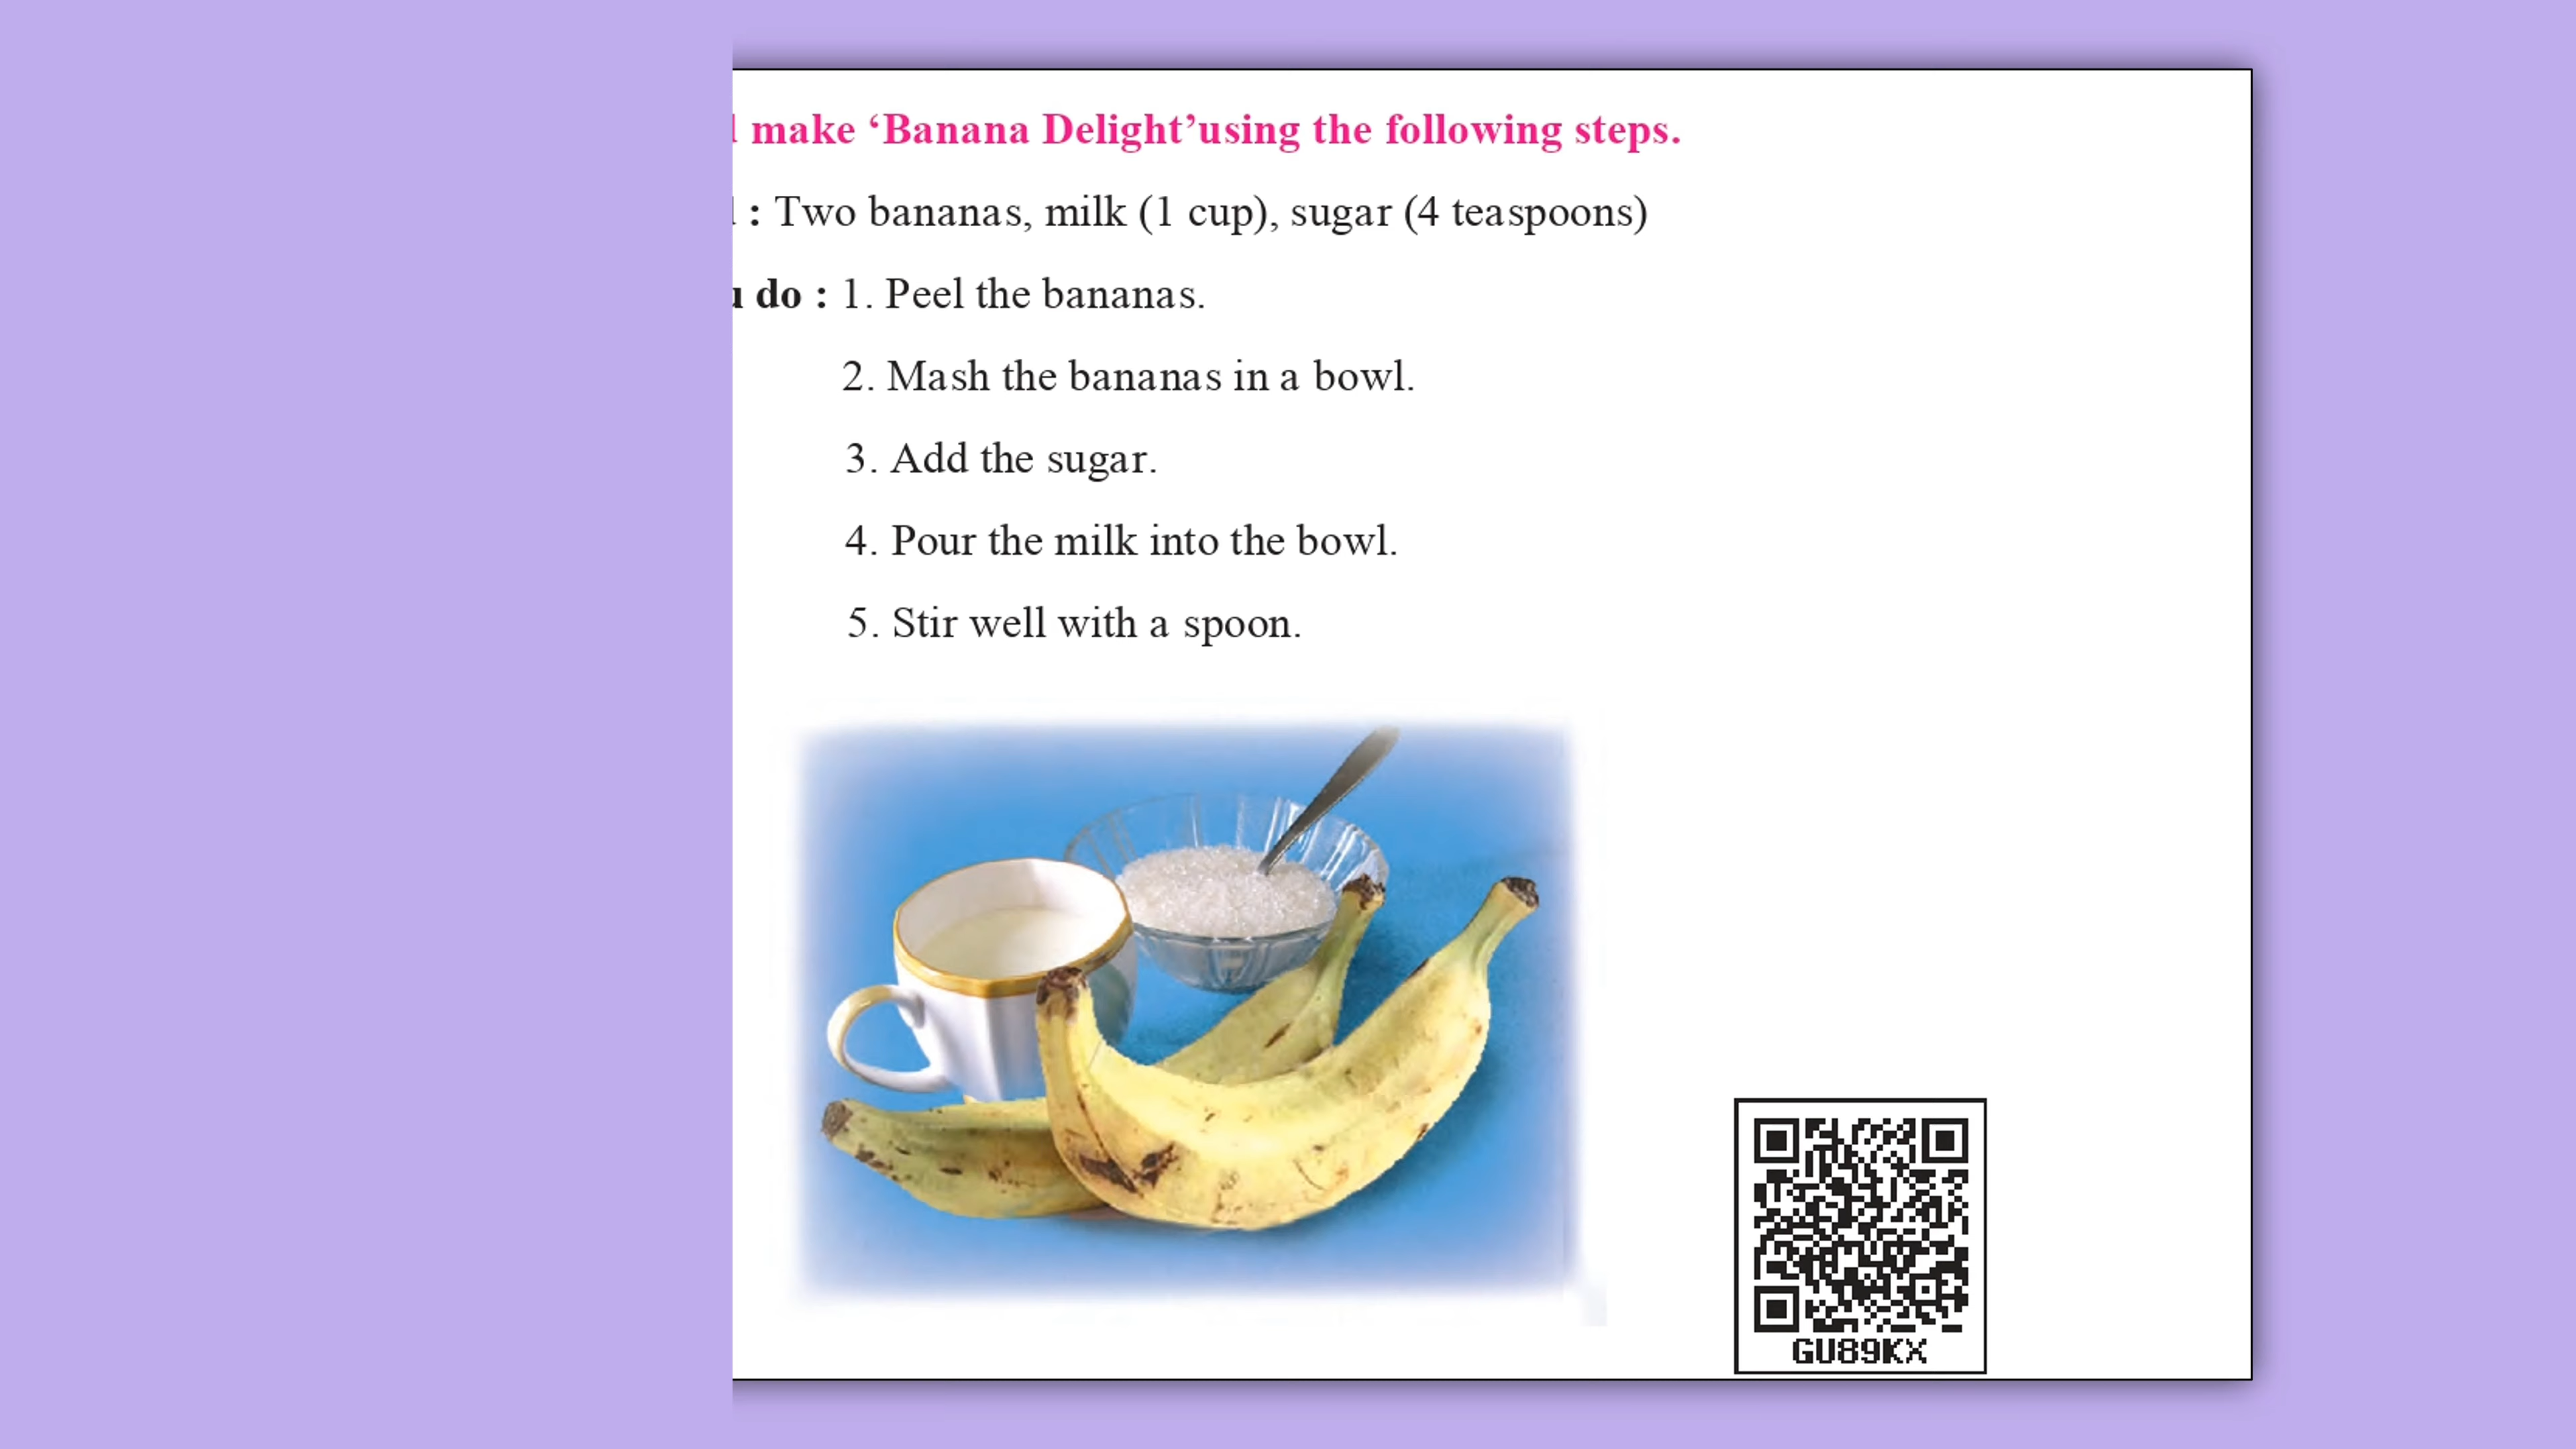 make ‘Banana Delight’using the following steps.
: Two bananas, milk (1 cup), sugar (4 teaspoons)
do : 1. Peel the bananas.
2. Mash the bananas in a bowl.
3. Add the sugar.
4. Pour the milk into the bowl.
5. Stir well with a spoon.
GU89KX